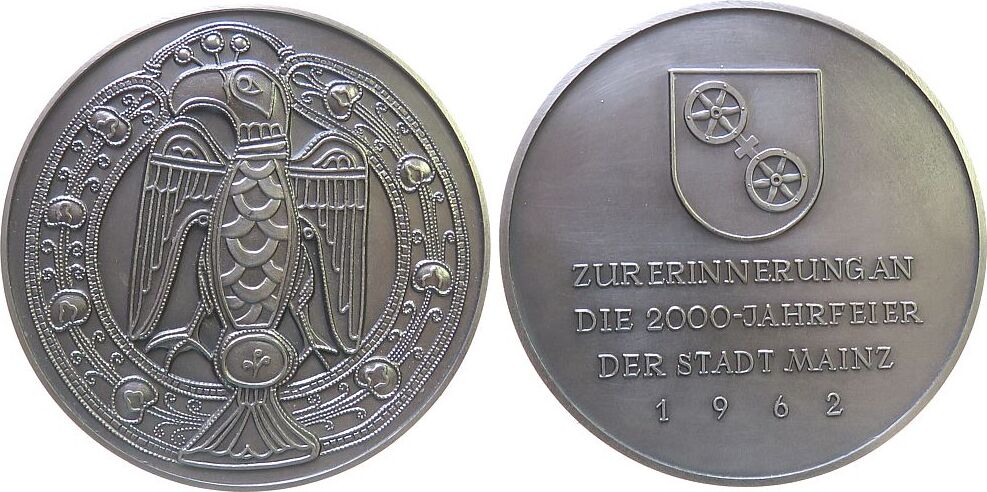 ZUR ERINNERUNG AN
DIE 2000-JAHRFEIER
DER STADT MAINZ
1962